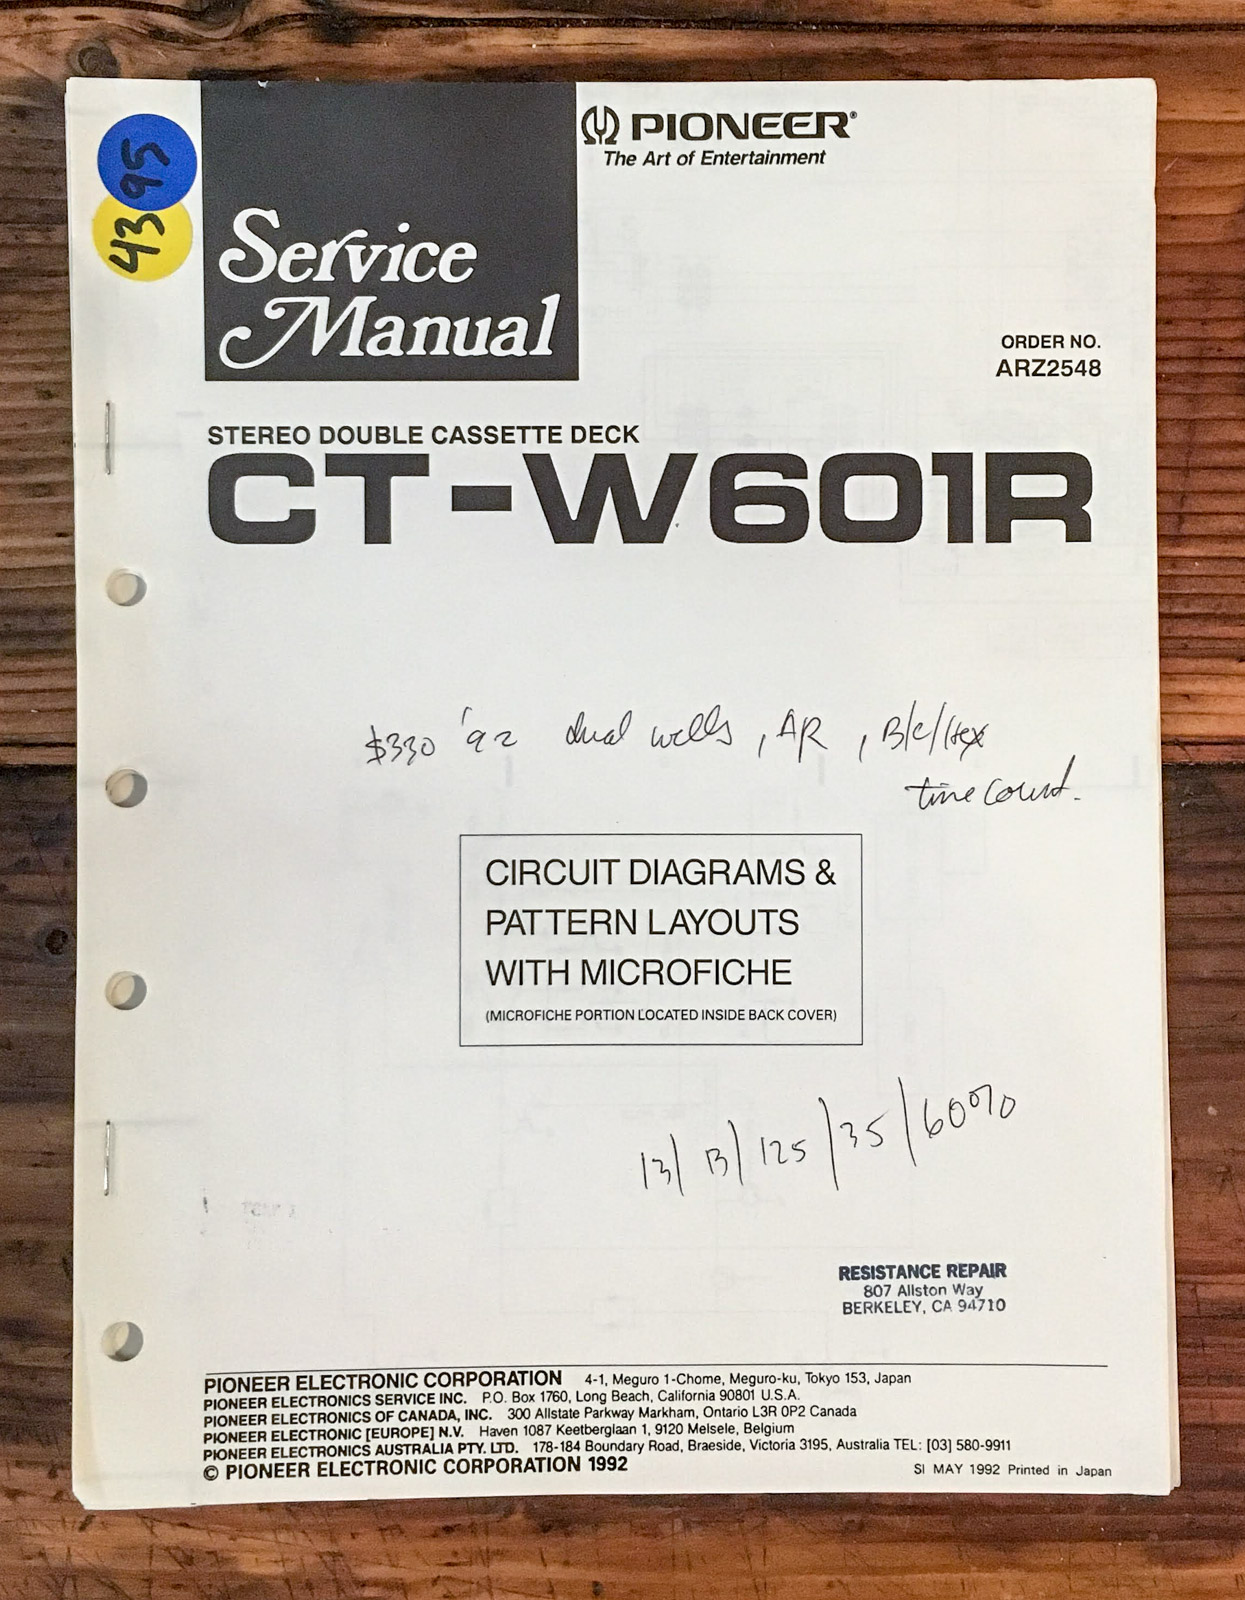 95
43
PIONEER®
The Art of Entertainment
Service
Manual
ORDER NO.
ARZ2548
STEREO DOUBLE CASSETTE DECK
CT-W601R
$330 '92 dual wells, AR, B/C/Hex
time count.
CIRCUIT DIAGRAMS &
PATTERN LAYOUTS
WITH MICROFICHE
(MICROFICHE PORTION LOCATED INSIDE BACK COVER)
13/ B/ 125/35/60%
RESISTANCE REPAIR
807 Allston Way
BERKELEY, CA 94710
PIONEER ELECTRONIC CORPORATION 4-1, Meguro 1-Chome, Meguro-ku, Tokyo 153, Japan
PIONEER ELECTRONICS SERVICE INC. P.O. Box 1760, Long Beach, California 90801 U.S.A.
PIONEER ELECTRONICS OF CANADA, INC. 300 Allstate Parkway Markham, Ontario L3R 0P2 Canada
PIONEER ELECTRONIC [EUROPE] N.V. Haven 1087 Keetberglaan 1, 9120 Melsele, Belgium
PIONEER ELECTRONICS AUSTRALIA PTY. LTD. 178-184 Boundary Road, Braeside, Victoria 3195, Australia TEL: [03] 580-9911
© PIONEER ELECTRONIC CORPORATION 1992
SI MAY 1992 Printed in Japan